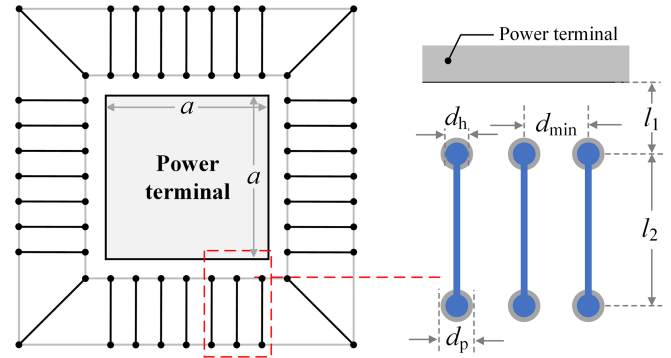 a
a
Power
terminal
Power terminal
dh
dmin
l1
l2
dp